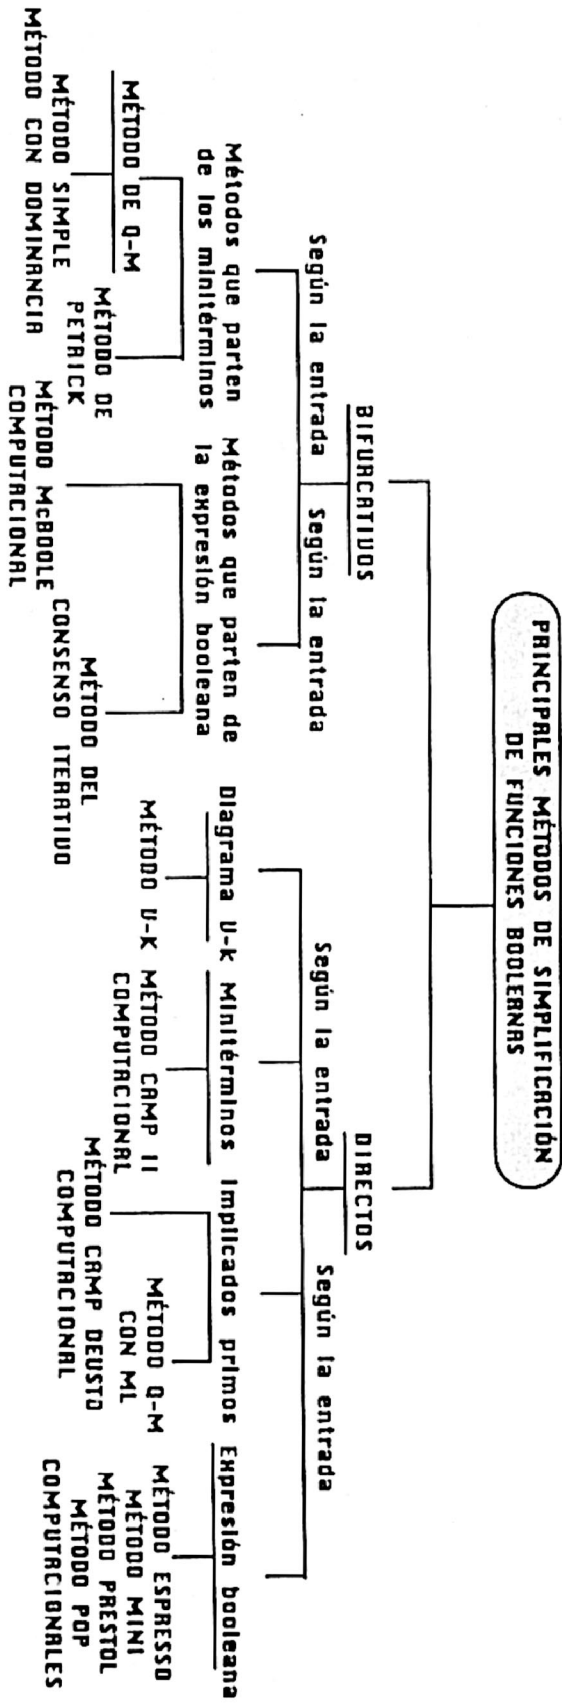 PRINCIPALES MÉTODOS DE SIMPLIFICACIÓN
DE FUNCIONES BOOLEANAS
BIFURCATIVOS
DIRECTOS
Según la entrada
Según la entrada
Según la entrada
Según la entrada
Métodos que parten
de los minitérminos
Métodos que parten de
la expresión booleana
Diagrama V-K
Minitérminos
Implicados primos
Expresión booleana
MÉTODO DE Q-M
MÉTODO SIMPLE
MÉTODO CON DOMINANCIA
MÉTODO DE
PETRICK
MÉTODO McBOOLE
COMPUTACIONAL
MÉTODO DEL
CONSENSO ITERATIVO
MÉTODO V-K
MÉTODO CAMP II
COMPUTACIONAL
MÉTODO CAMP DEUSTO
COMPUTACIONAL
MÉTODO Q-M
CON ML
MÉTODO ESPRESSO
MÉTODO MINI
MÉTODO PRESTOL
MÉTODO POP
COMPUTACIONALES